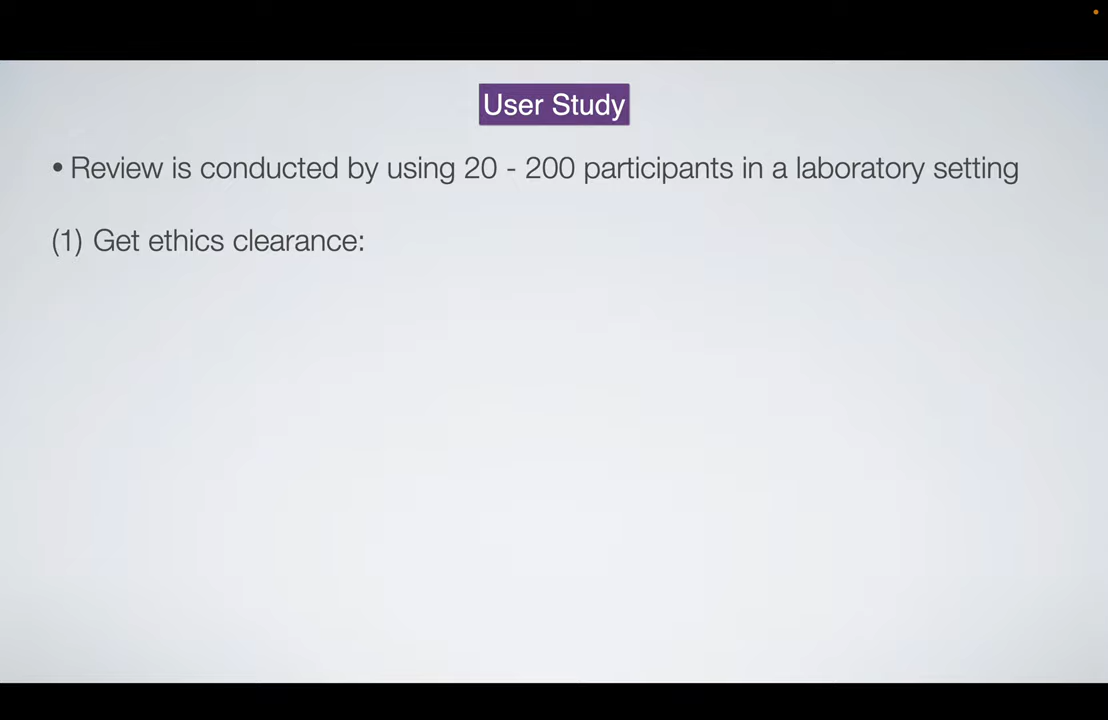 User Study
• Review is conducted by using 20 - 200 participants in a laboratory setting
(1) Get ethics clearance: